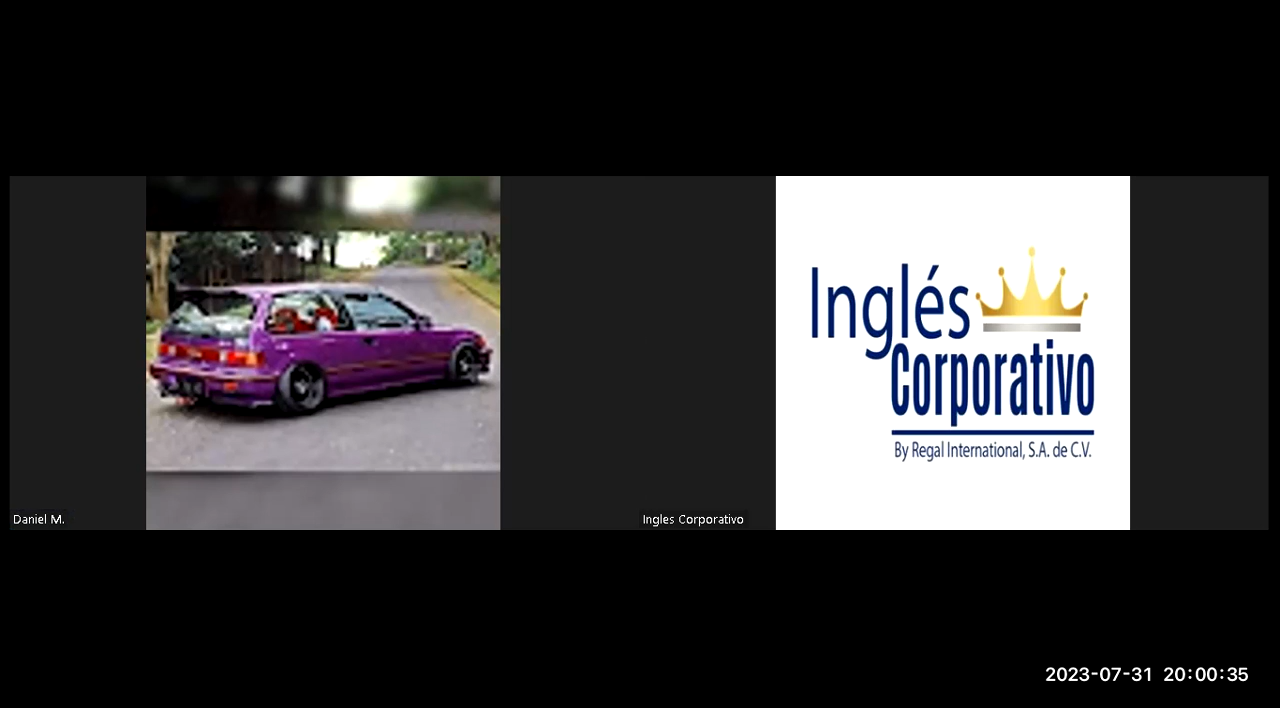 Inglés
Corporativo
By Regal International, S.A. de C.V.
Daniel M.
Ingles Corporativo
2023-07-31 20:00:35